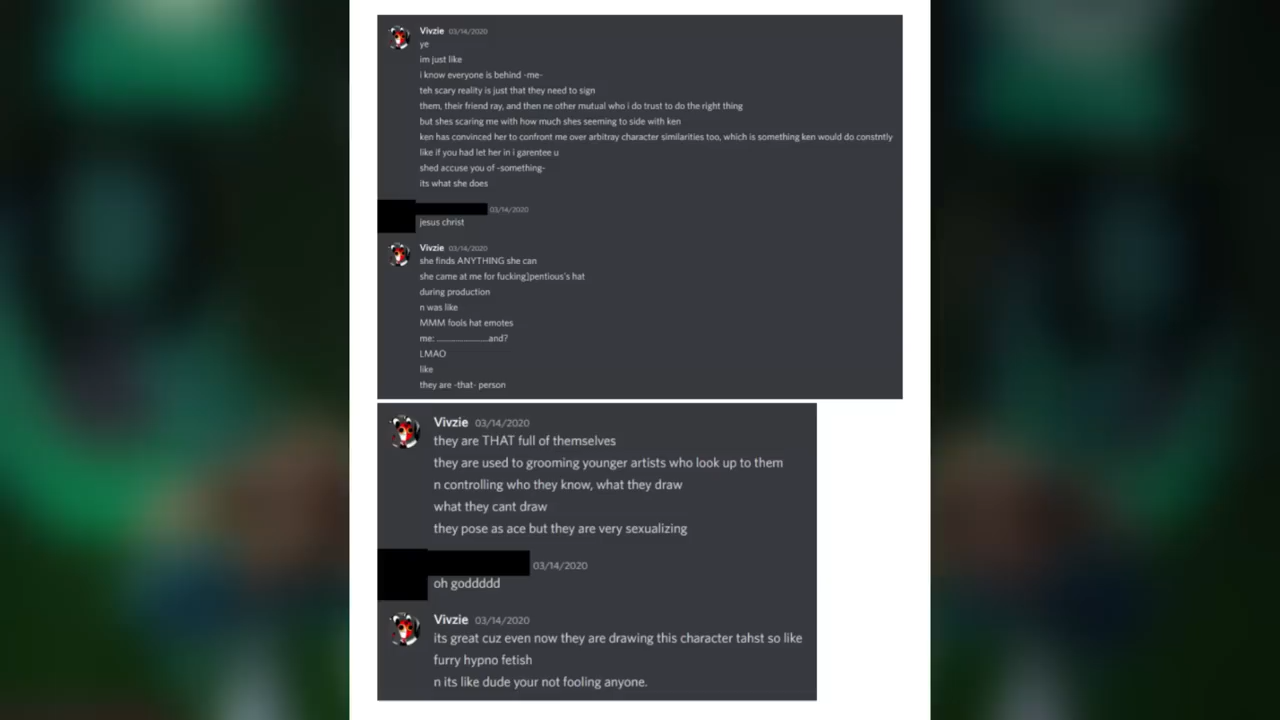 Vivzie 03/14/2020
ye
im just like
i know everyone is behind -me-
teh scary reality is just that they need to sign
them, their friend ray, and then ne other mutual who i do trust to do the right thing
but shes scaring me with how much shes seeming to side with ken
ken has convinced her to confront me over arbitray character similarities too, which is something ken would do constntly
like if you had let her in i garentee u
shed accuse you of -something-
its what she does
03/14/2020
jesus christ
Vivzie 03/14/2020
she finds ANYTHING she can
she came at me for fucking]pentious's hat
during production
n was like
MMM fools hat emotes
me: ........................and?
LMAO
like
they are -that- person
Vivzie 03/14/2020
they are THAT full of themselves
they are used to grooming younger artists who look up to them
n controlling who they know, what they draw
what they cant draw
they pose as ace but they are very sexualizing
03/14/2020
oh goddddd
Vivzie 03/14/2020
its great cuz even now they are drawing this character tahst so like
furry hypno fetish
n its like dude your not fooling anyone.